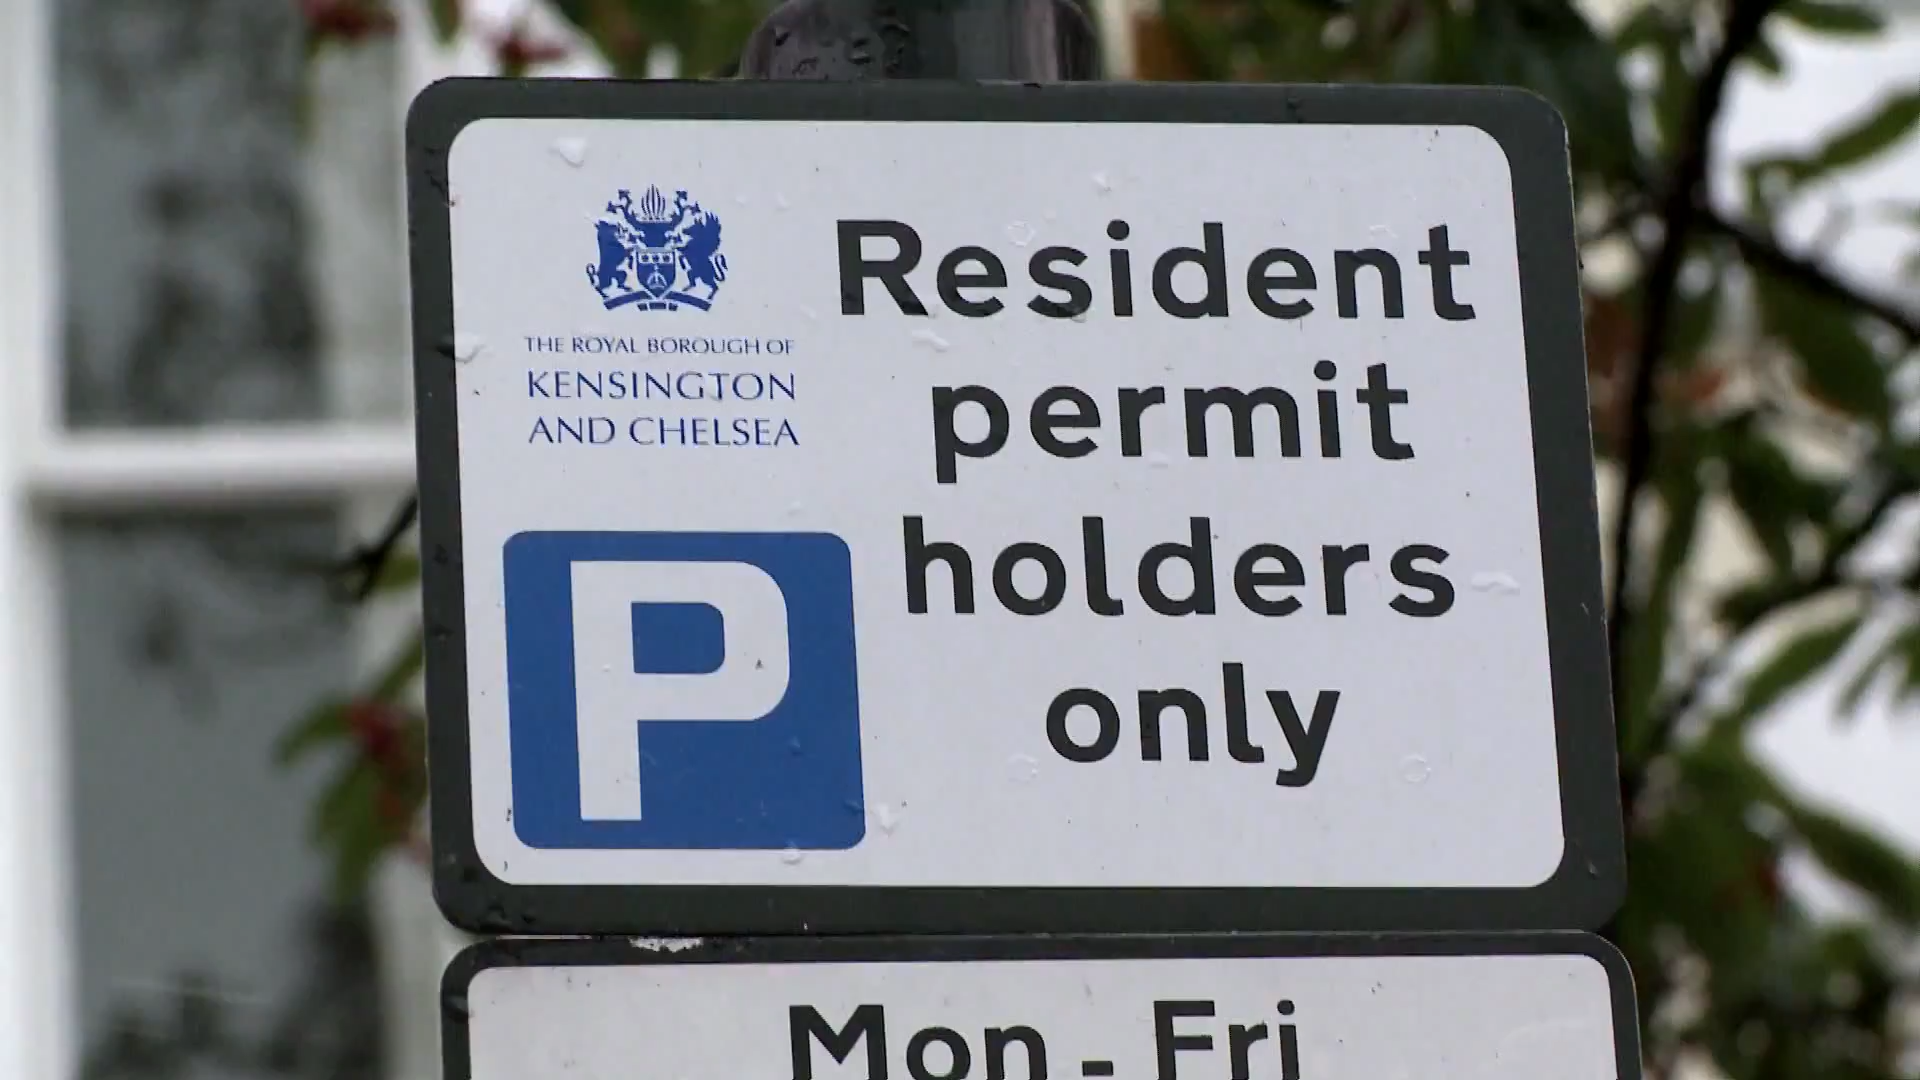 THE ROYAL BOROUGH OF
KENSINGTON
AND CHELSEA
P
Resident
permit
holders
only
Mon - Fri